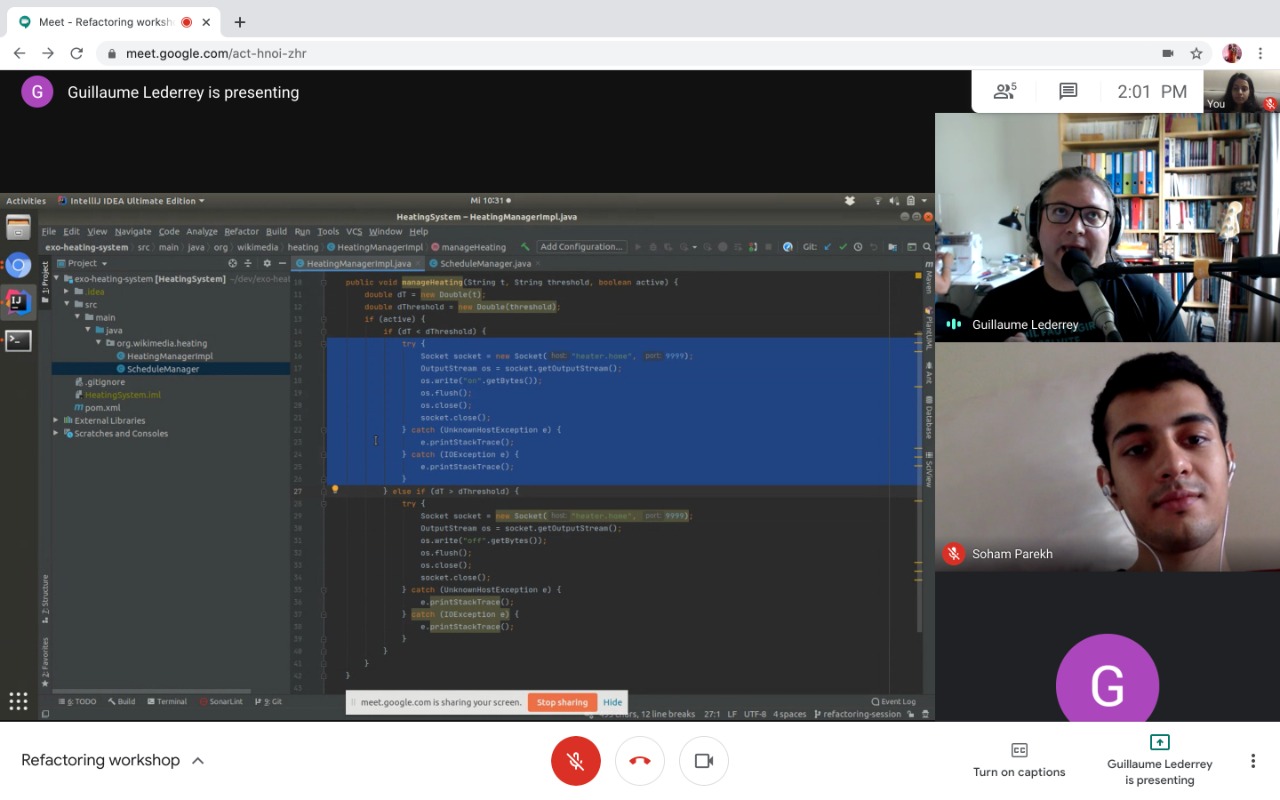 Meet - Refactoring worksh
meet.google.com/act-hnoi-zhr
G
Guillaume Lederrey is presenting
5
2:01 PM
You
Activities
IntelliJ IDEA Ultimate Edition
Mi 10:31
HeatingSystem – HeatingManagerImpl.java
File Edit View Navigate Code Analyze Refactor Build Run Tools VCS Window Help
exo-heating-system src main java org wikimedia heating HeatingManagerImpl manageHeating
Add Configuration...
Git:
Project
HeatingManagerImpl.java
ScheduleManager.java
1: Project
exo-heating-system [HeatingSystem] ~/dev/exo-heat
.idea
src
main
java
org.wikimedia.heating
HeatingManagerImpl
ScheduleManager
.gitignore
HeatingSystem.iml
pom.xml
External Libraries
Scratches and Consoles
10 public void manageHeating(String t, String threshold, boolean active) {
11 double dT = new Double(t);
12 double dThreshold = new Double(threshold);
13 if (active) {
14 if (dT < dThreshold) {
15 try {
16 Socket socket = new Socket( host: "heater.home", port: 9999);
17 OutputStream os = socket.getOutputStream();
18 os.write("on".getBytes());
19 os.flush();
20 os.close();
21 socket.close();
22 } catch (UnknownHostException e) {
23 e.printStackTrace();
24 } catch (IOException e) {
25 e.printStackTrace();
26 }
27 } else if (dT > dThreshold) {
28 try {
29 Socket socket = new Socket( host: "heater.home", port: 9999);
30 OutputStream os = socket.getOutputStream();
31 os.write("off".getBytes());
32 os.flush();
33 os.close();
34 socket.close();
35 } catch (UnknownHostException e) {
36 e.printStackTrace();
37 } catch (IOException e) {
38 e.printStackTrace();
39 }
40 }
41 }
42 }
43
Maven
PlantUML
Ant
Database
SciView
7: Structure
2: Favorites
6: TODO
Build
Terminal
SonarLint
9: Git
Event Log
meet.google.com is sharing your screen.
Stop sharing
Hide
12 line breaks
27:1 LF UTF-8 4 spaces
refactoring-session
Guillaume Lederrey
Soham Parekh
G
Refactoring workshop
Turn on captions
Guillaume Lederrey
is presenting